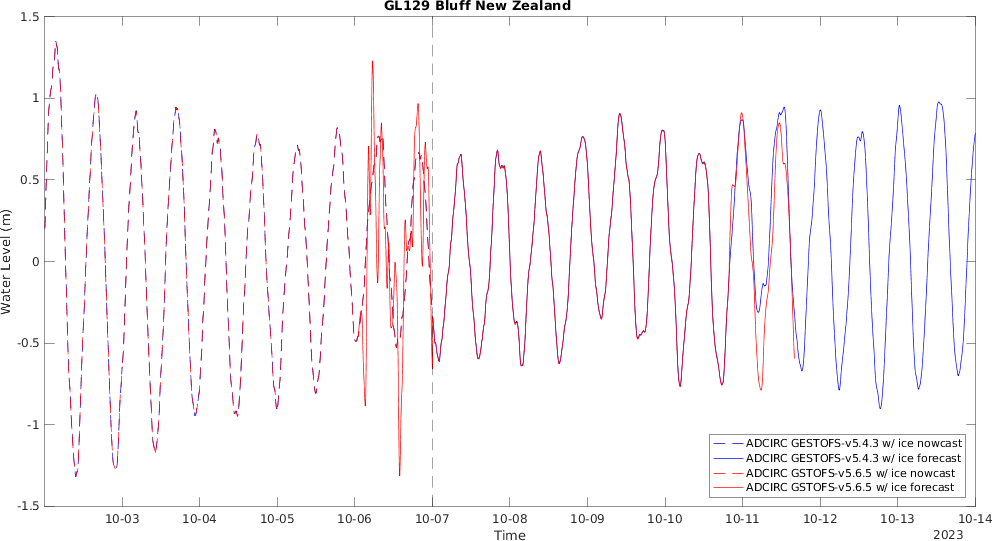 GL129 Bluff New Zealand
1.5
1
0.5
0
-0.5
-1
-1.5
Water Level (m)
ADCIRC GESTOFS-v5.4.3 w/ ice nowcast
ADCIRC GESTOFS-v5.4.3 w/ ice forecast
ADCIRC GSTOFS-v5.6.5 w/ ice nowcast
ADCIRC GSTOFS-v5.6.5 w/ ice forecast
10-03 10-04 10-05 10-06 10-07 10-08 10-09 10-10 10-11 10-12 10-13 10-14
Time
2023